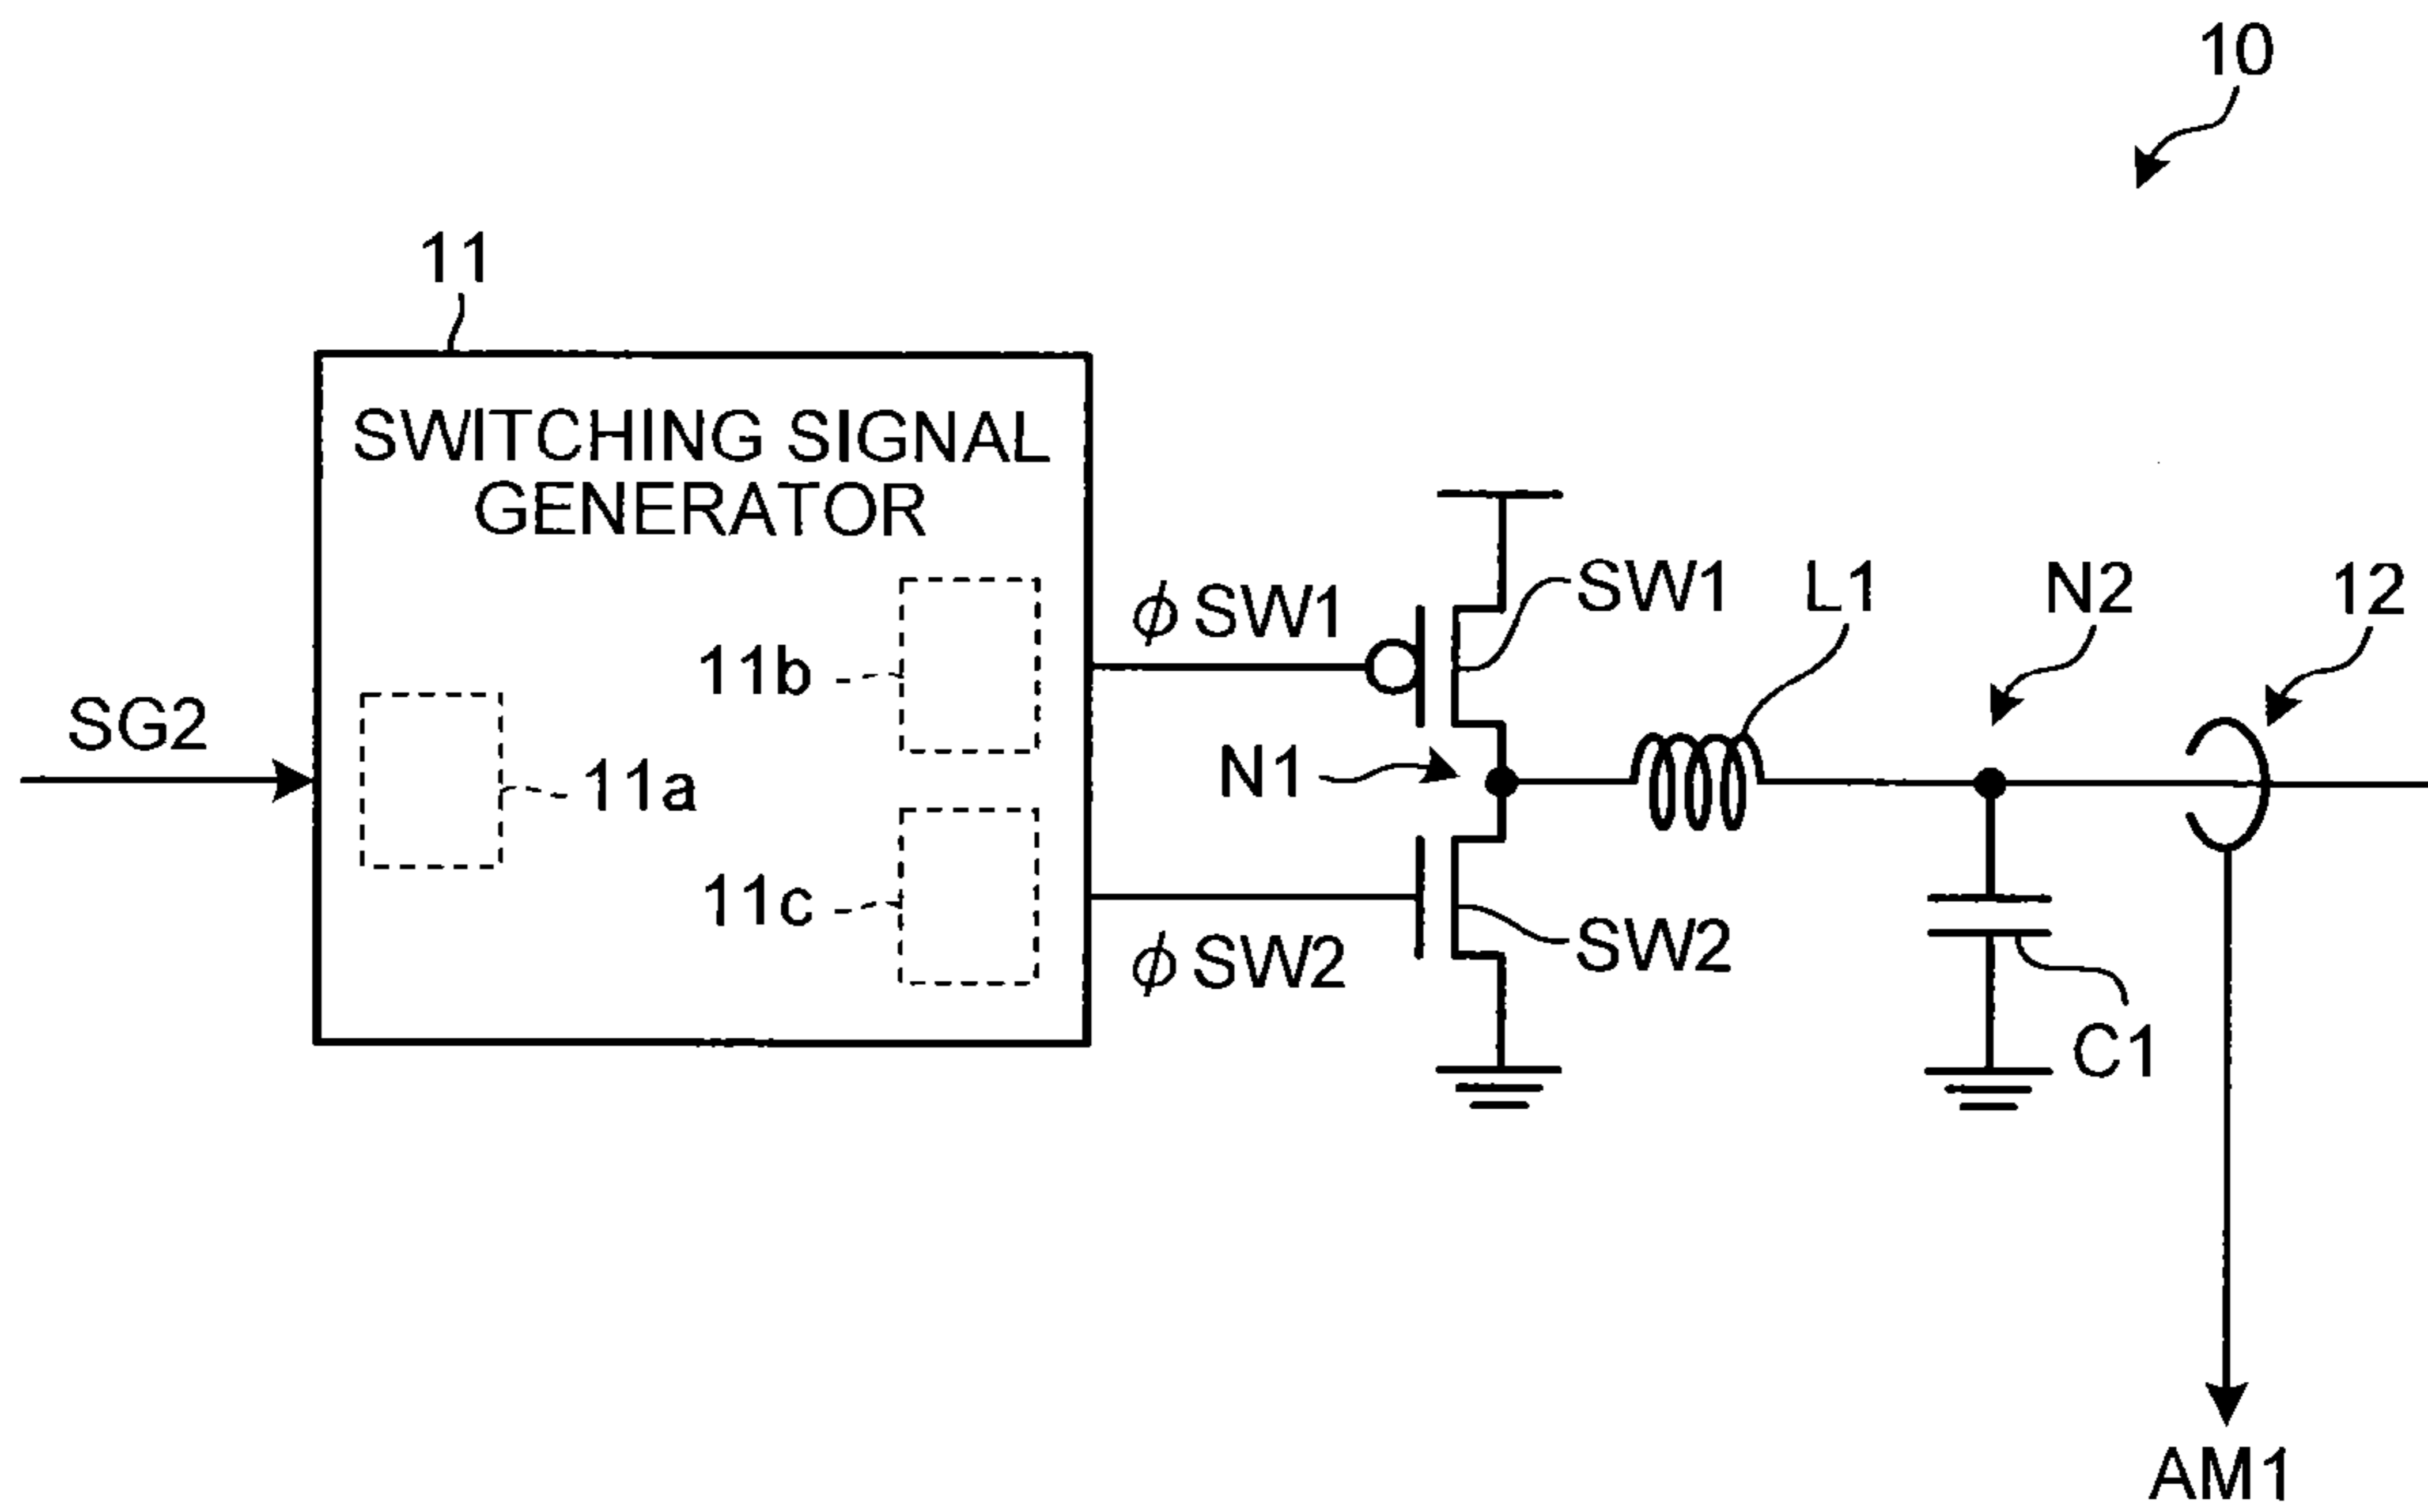 10
11
SWITCHING SIGNAL
GENERATOR
SG2
11a
11b
11c
ϕSW1
ϕSW2
SW1
SW2
N1
L1
N2
12
C1
AM1